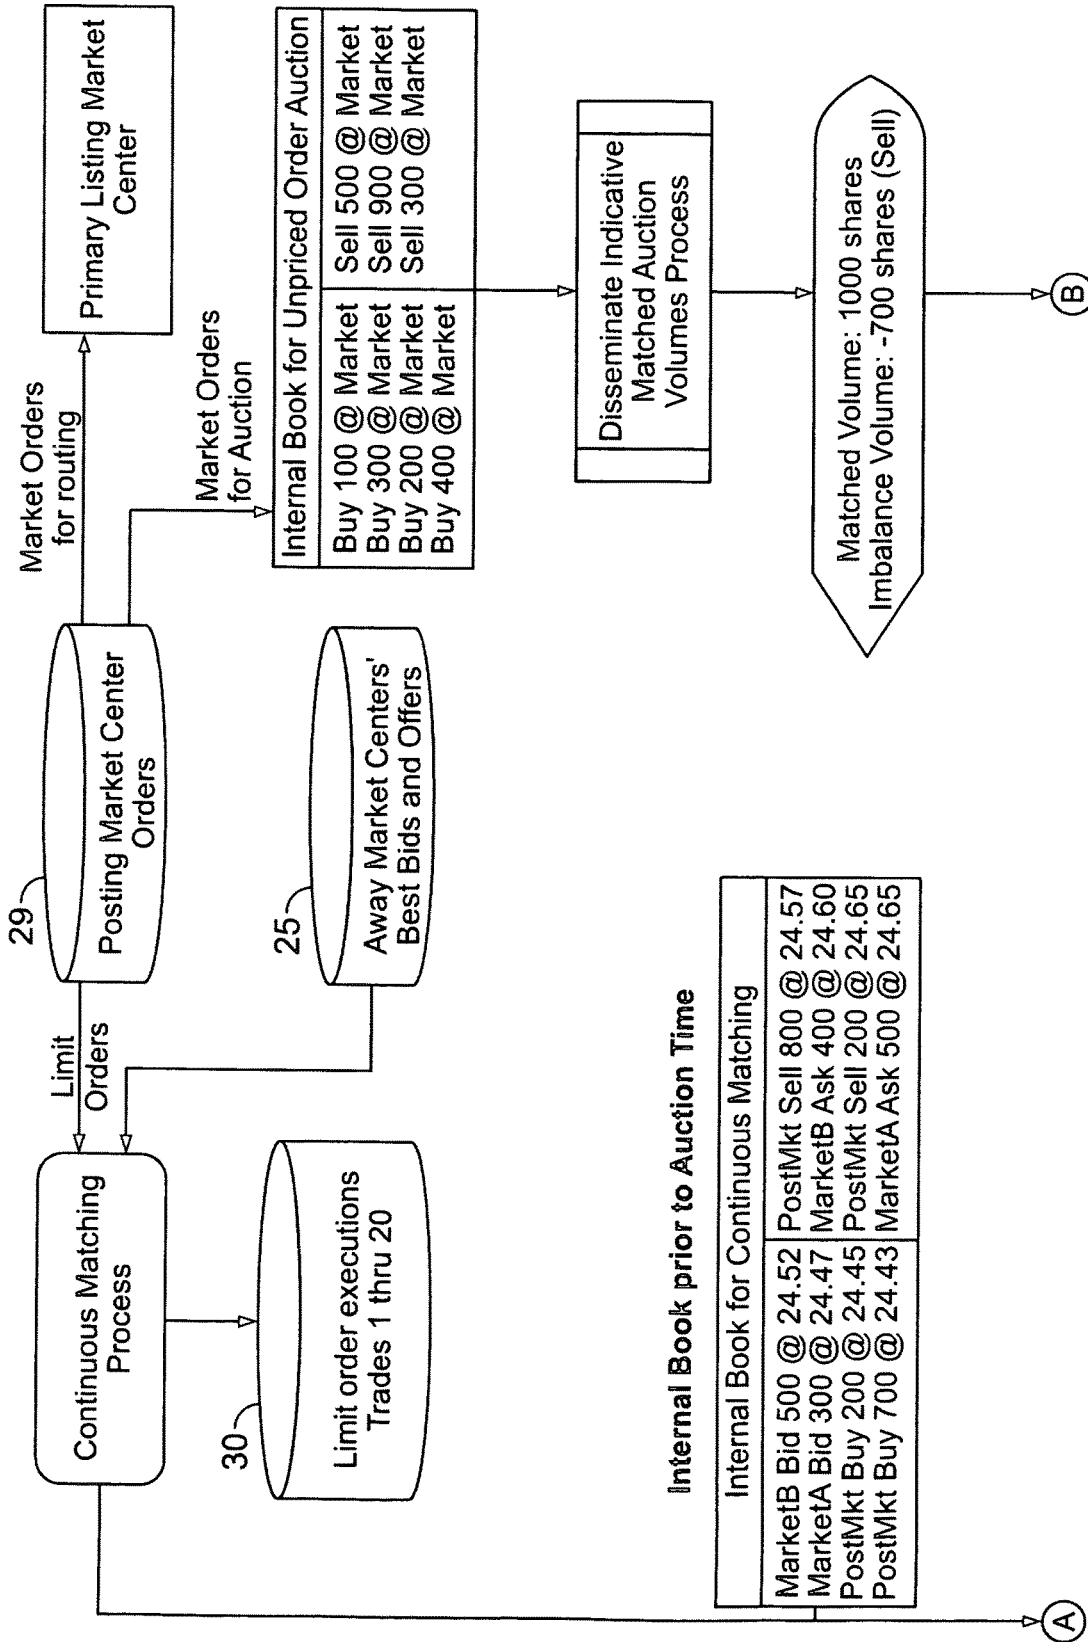 29
Posting Market Center
Orders
Market Orders
for routing
Primary Listing Market
Center
Market Orders
for Auction
Limit
Orders
Continuous Matching
Process
25
Away Market Centers'
Best Bids and Offers
30
Limit order executions
Trades 1 thru 20
Internal Book for Unpriced Order Auction
Buy 100 @ Market Sell 500 @ Market
Buy 300 @ Market Sell 900 @ Market
Buy 200 @ Market Sell 300 @ Market
Buy 400 @ Market
Internal Book prior to Auction Time
Internal Book for Continuous Matching
MarketB Bid 500 @ 24.52 PostMkt Sell 800 @ 24.57
MarketA Bid 300 @ 24.47 MarketB Ask 400 @ 24.60
PostMkt Buy 200 @ 24.45 PostMkt Sell 200 @ 24.65
PostMkt Buy 700 @ 24.43 MarketA Ask 500 @ 24.65
Disseminate Indicative
Matched Auction
Volumes Process
Matched Volume: 1000 shares
Imbalance Volume: -700 shares (Sell)
A
B